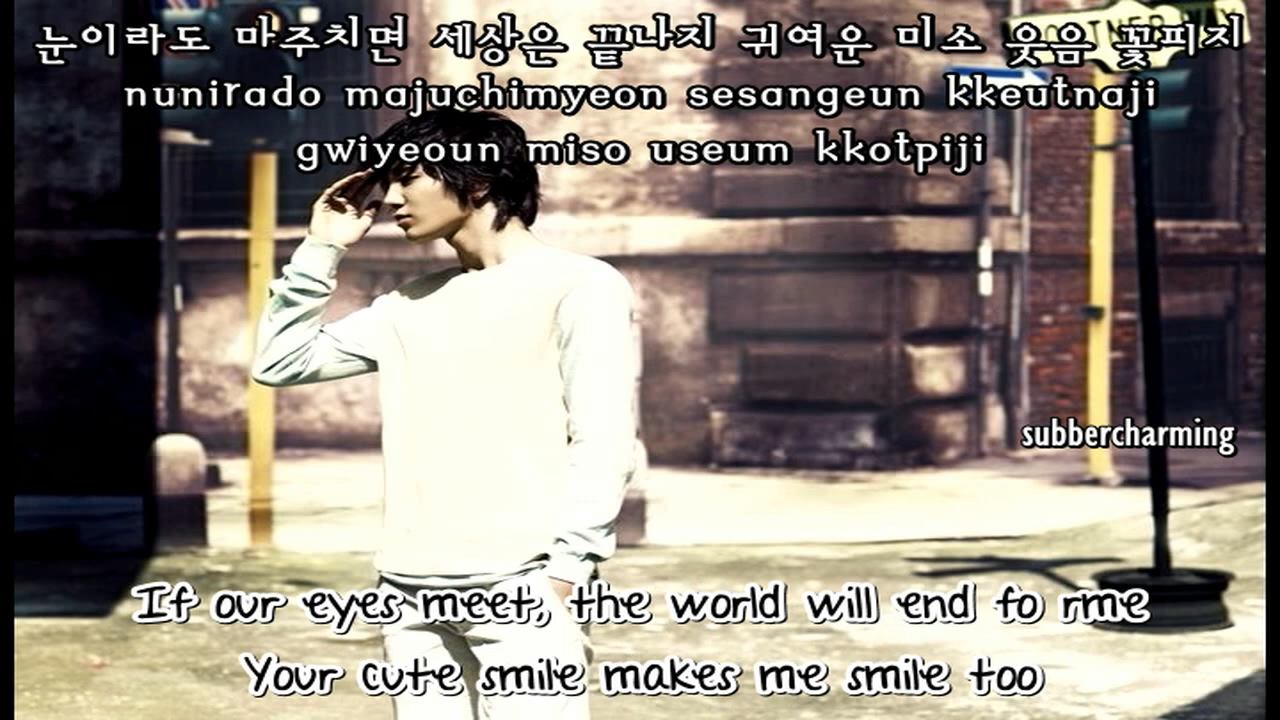 눈이라도 마주치면 세상은 끝나지 귀여운 미소 웃음 꽃피지
nunirado majuchimyeon sesangeun kkeutnaji
gwiyeoun miso useum kkotpiji
subbercharming
If our eyes meet, the world will end fo rme
Your cute smile makes me smile too